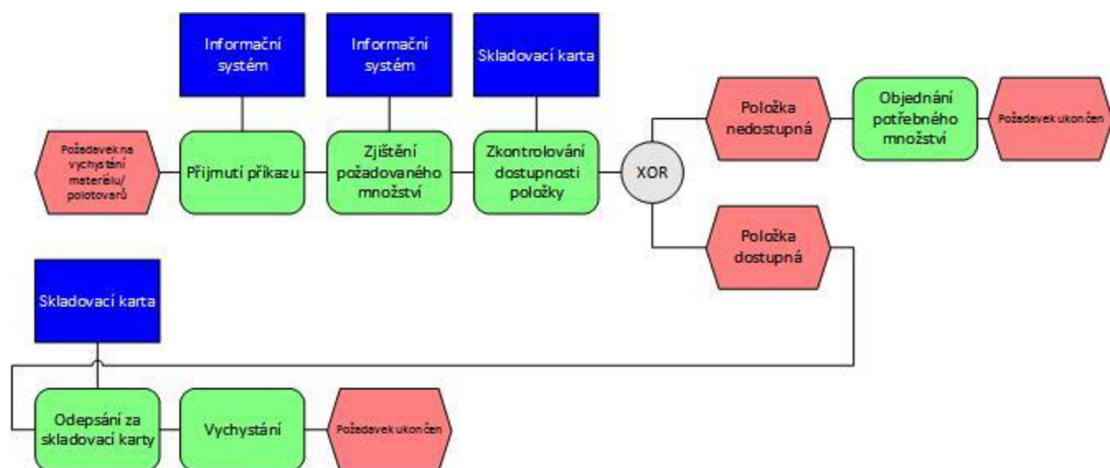 Informační
systém
Informační
systém
Skladovací karta
Požadavek na
vychystání
materiálu/
polotovarů
Přijmutí příkazu
Zjištění
požadovaného
množství
Zkontrolování
dostupnosti
položky
XOR
Položka
nedostupná
Objednání
potřebného
množství
Požadavek ukončen
Položka
dostupná
Skladovací karta
Odepsání za
skladovací karty
Vychystání
Požadavek ukončen